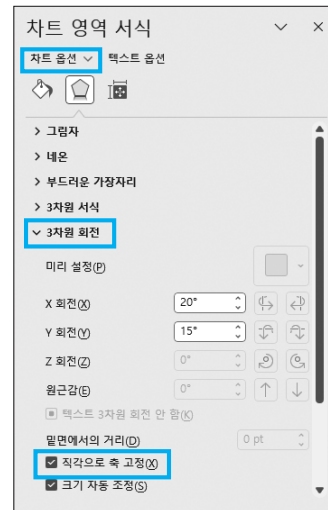 차트 영역 서식
차트 옵션 텍스트 옵션
그림자
네온
부드러운 가장자리
3차원 서식
3차원 회전
미리 설정(P)
X 회전(X) 20°
Y 회전(Y) 15°
Z 회전(Z) 0°
원근감(E) 0°
텍스트 3차원 회전 안 함(K)
밑면에서의 거리(D) 0 pt
직각으로 축 고정(X)
크기 자동 조정(S)